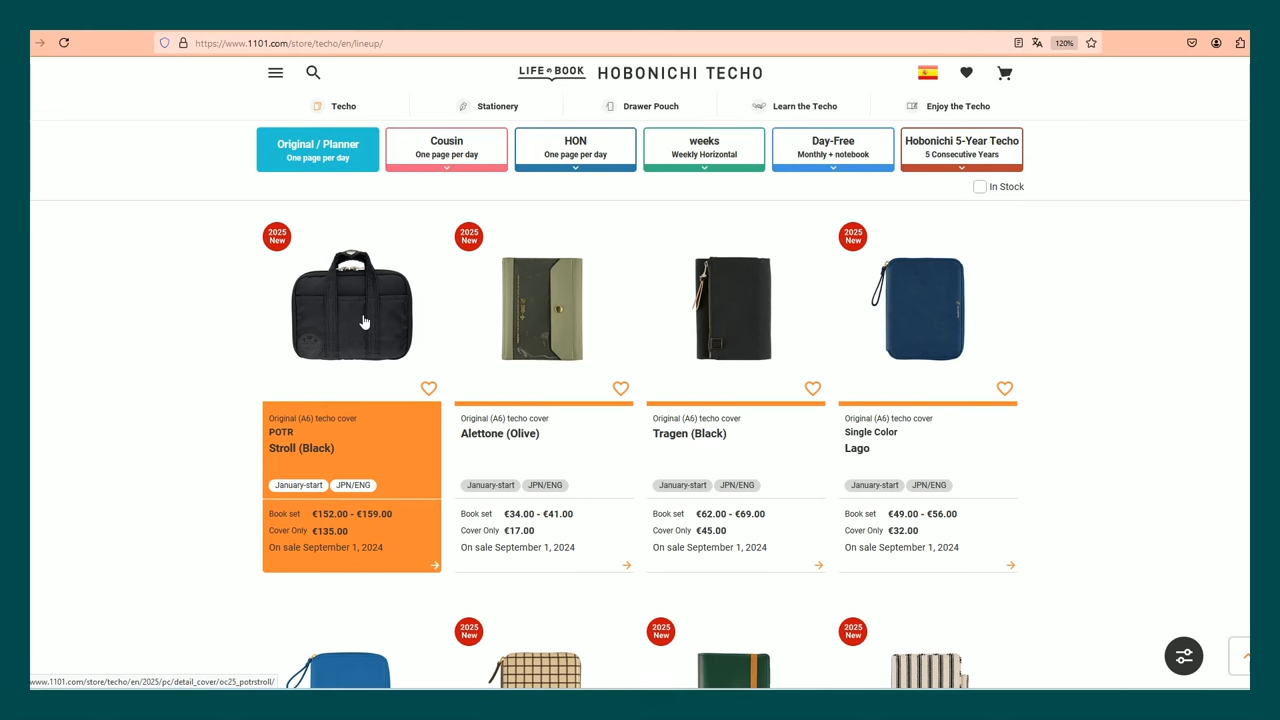 https://www.1101.com/store/techo/en/lineup/
120%
LIFE BOOK HOBONICHI TECHO
Techo
Stationery
Drawer Pouch
Learn the Techo
Enjoy the Techo
Original / Planner
One page per day
Cousin
One page per day
HON
One page per day
weeks
Weekly Horizontal
Day-Free
Monthly + notebook
Hobonichi 5-Year Techo
5 Consecutive Years
In Stock
2025
New
Original (A6) techo cover
POTR
Stroll (Black)
January-start JPN/ENG
Book set €152.00 - €159.00
Cover Only €135.00
On sale September 1, 2024
2025
New
Original (A6) techo cover
Alettone (Olive)
January-start JPN/ENG
Book set €34.00 - €41.00
Cover Only €17.00
On sale September 1, 2024
Original (A6) techo cover
Tragen (Black)
January-start JPN/ENG
Book set €62.00 - €69.00
Cover Only €45.00
On sale September 1, 2024
2025
New
Original (A6) techo cover
Single Color
Lago
January-start JPN/ENG
Book set €49.00 - €56.00
Cover Only €32.00
On sale September 1, 2024
2025
New
2025
New
2025
New
www.1101.com/store/techo/en/2025/pc/detail_cover/oc25_potrstroll/